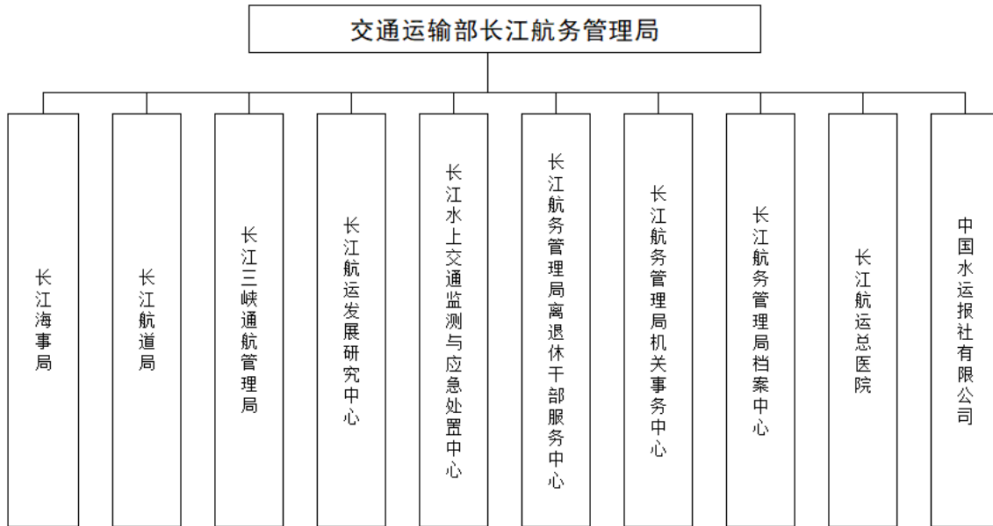 交通运输部长江航务管理局
长江海事局
长江航道局
长江三峡通航管理局
长江航运发展研究中心
长江水上交通监测与应急处置中心
长江航务管理局离退休干部服务中心
长江航务管理局机关事务中心
长江航务管理局档案中心
长江航运总医院
中国水运报社有限公司